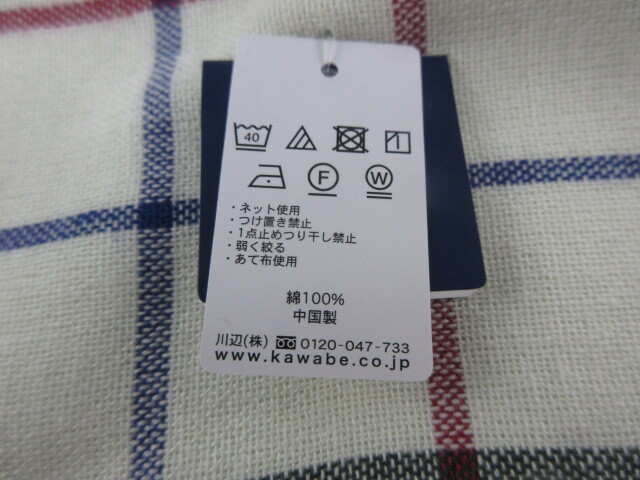 40
F W
・ネット使用
・つけ置き禁止
・1点止めつり干し禁止
・弱く絞る
・あて布使用
綿100%
中国製
川辺(株) 0120-047-733
www.kawabe.co.jp